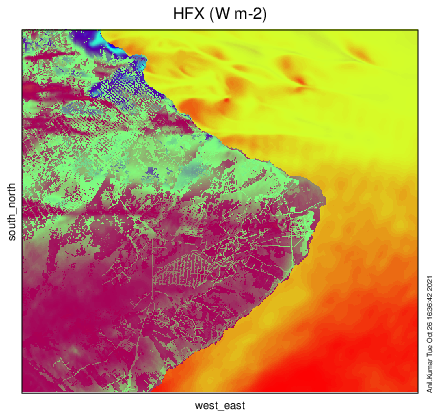 HFX (W m-2)
south_north
west_east
Anil.Kumar Tue Oct 26 16:36:42 2021